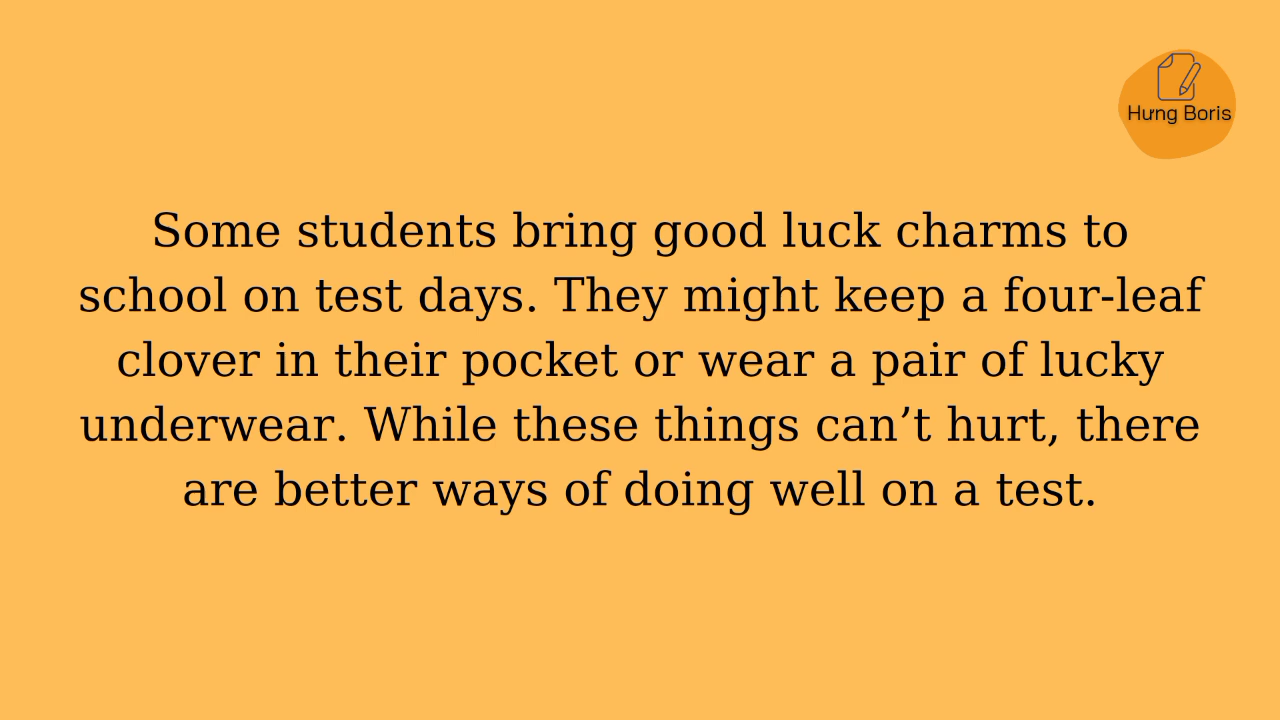 Hưng Boris
Some students bring good luck charms to
school on test days. They might keep a four-leaf
clover in their pocket or wear a pair of lucky
underwear. While these things can’t hurt, there
are better ways of doing well on a test.